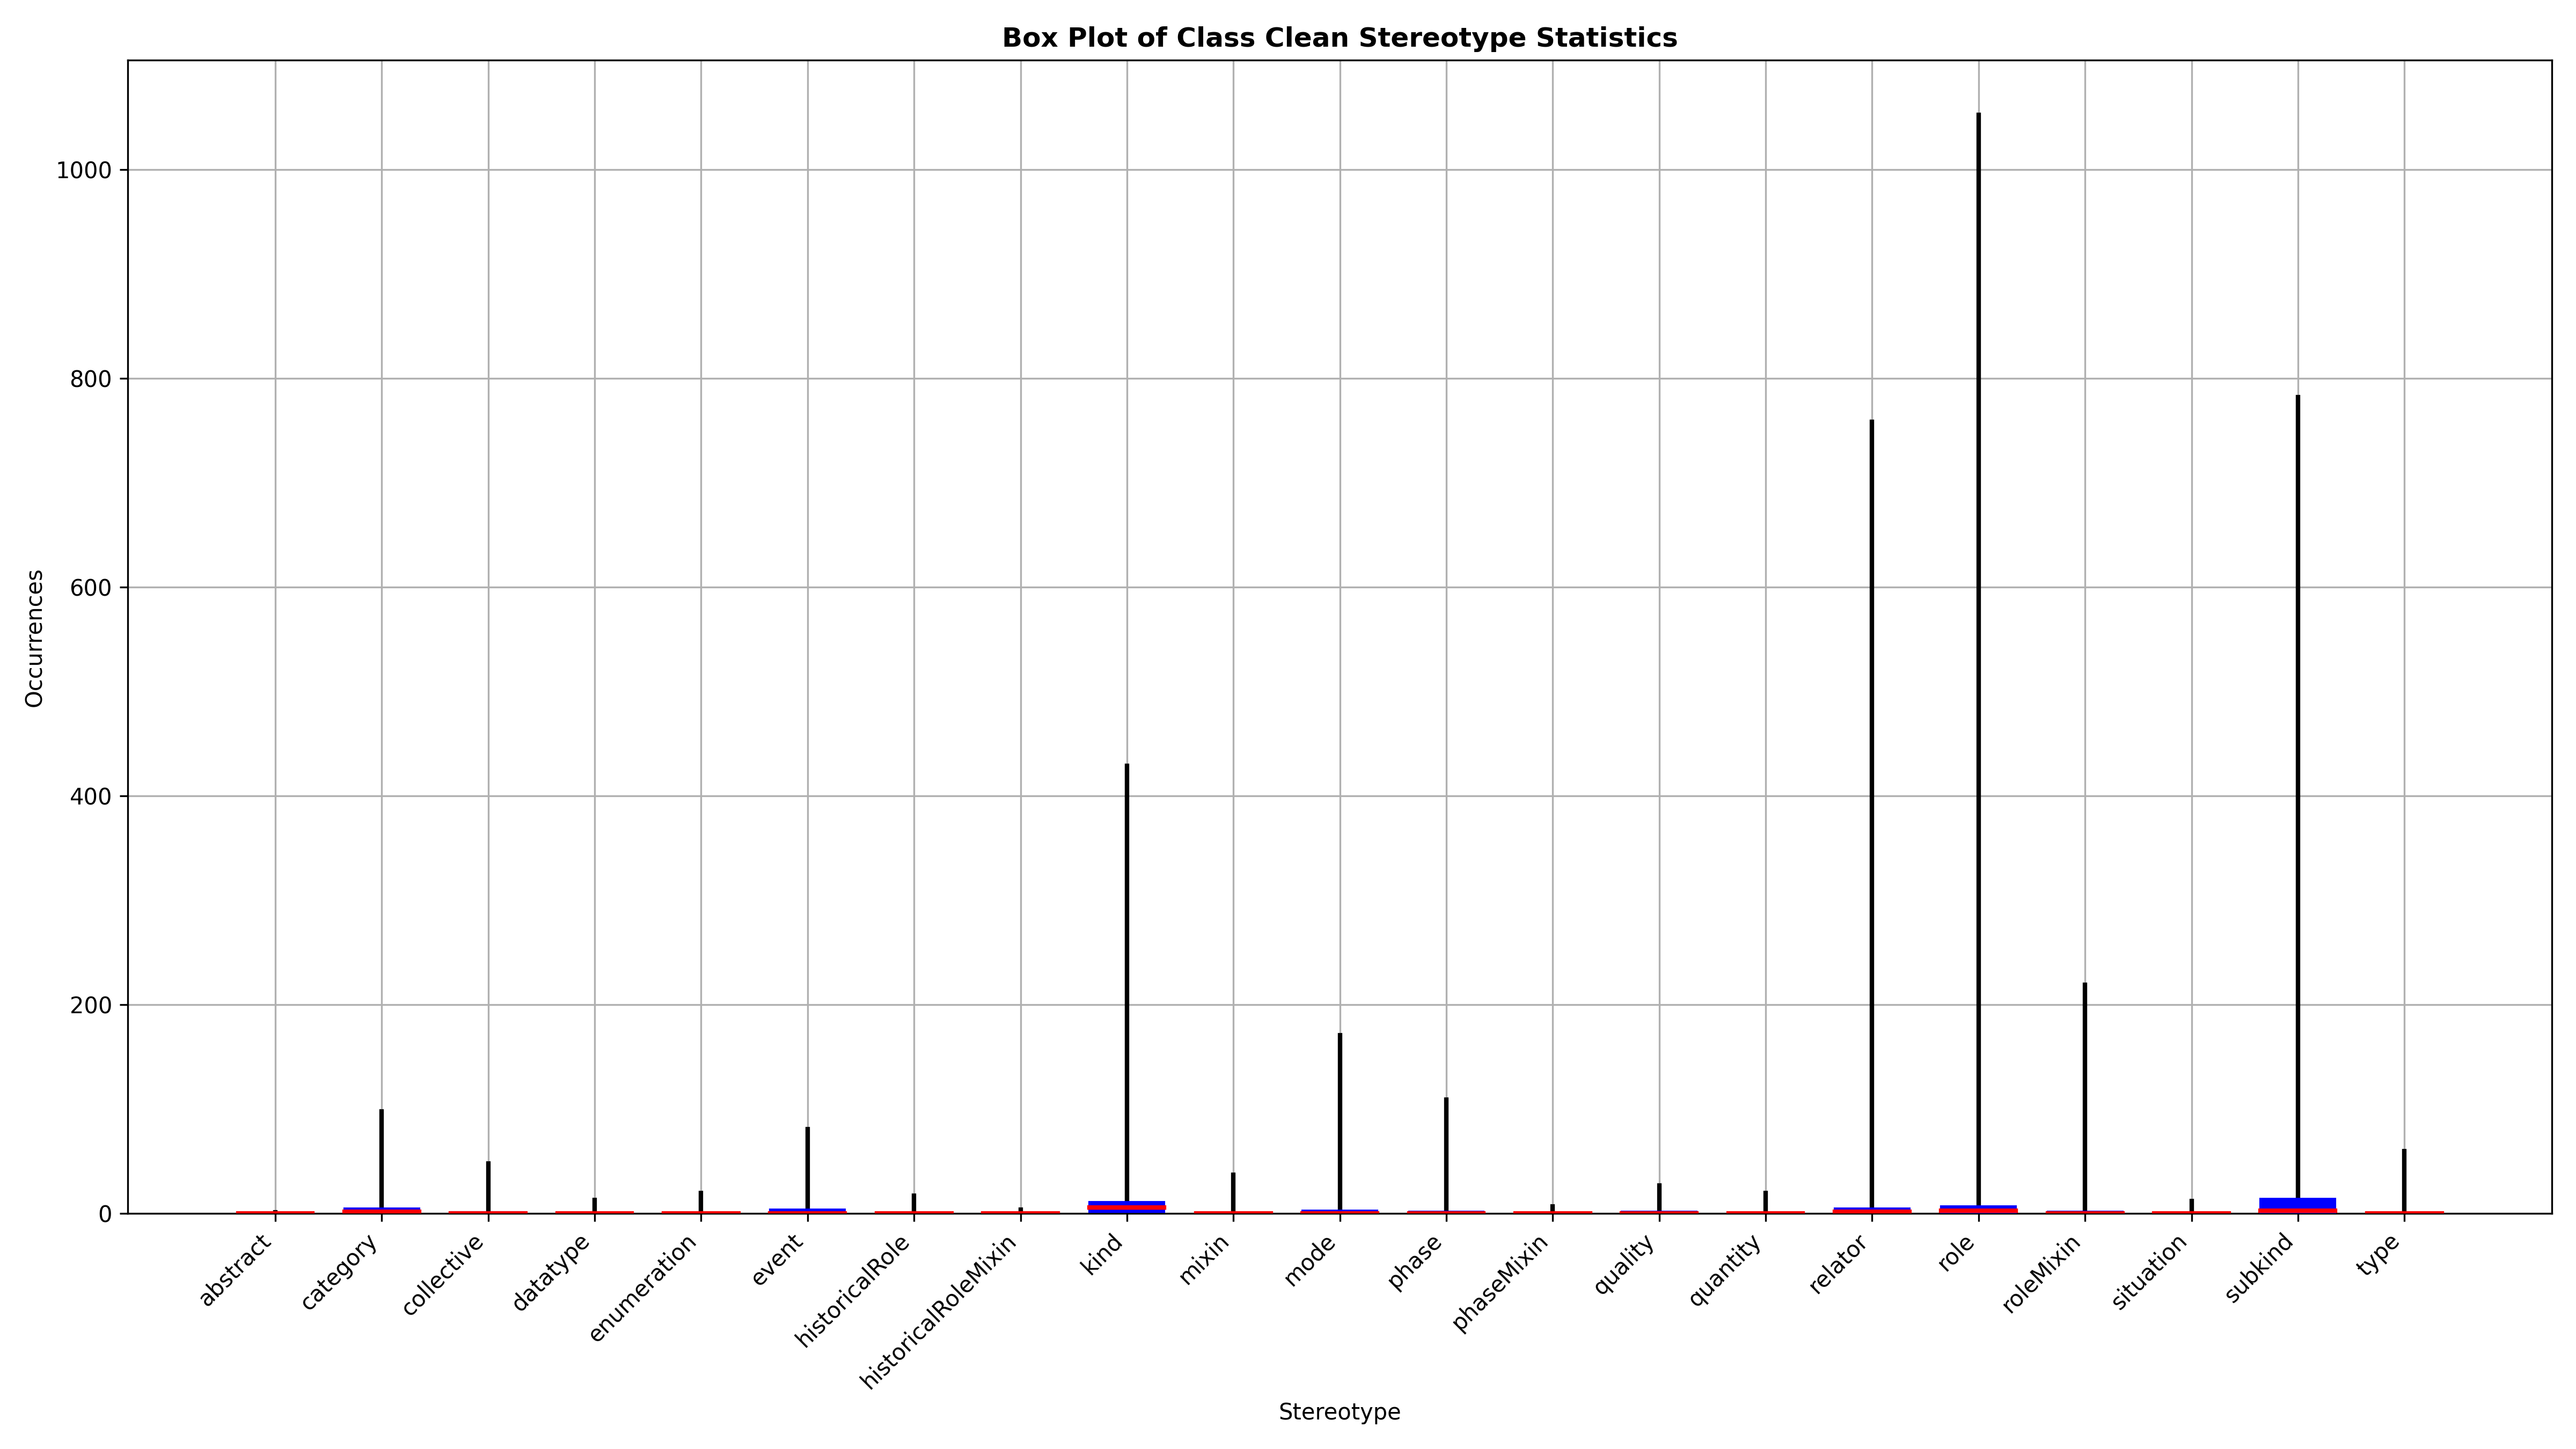 Box Plot of Class Clean Stereotype Statistics
1000
800
600
400
200
0
Occurrences
abstract
category
collective
datatype
enumeration
event
historicalRole
historicalRoleMixin
kind
mixin
mode
phase
phaseMixin
quality
quantity
relator
role
roleMixin
situation
subkind
type
Stereotype